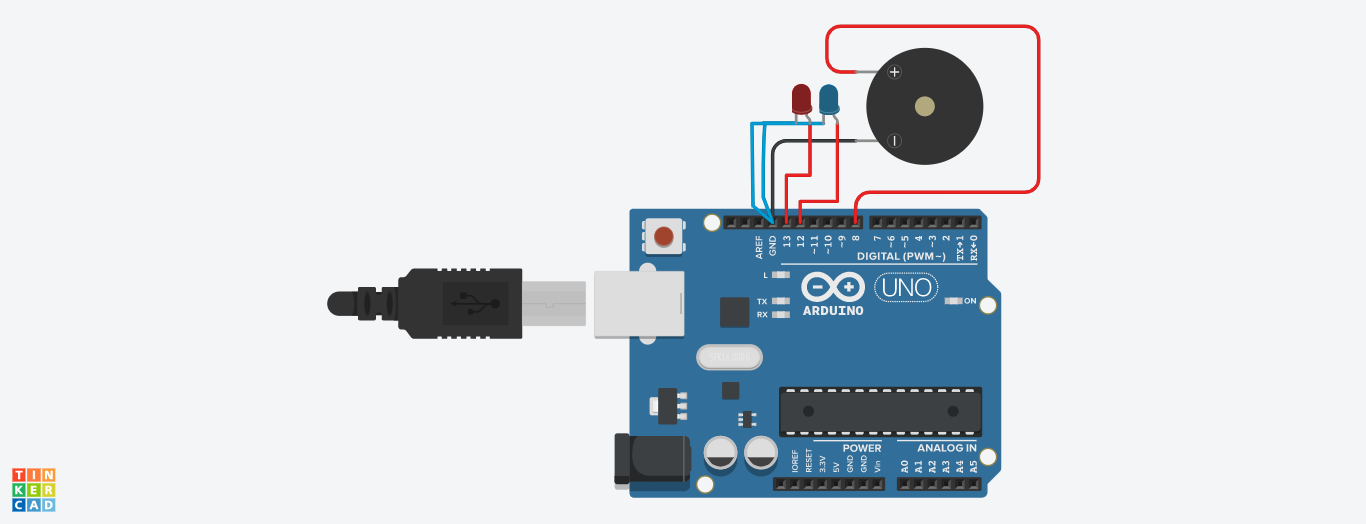 +
−
AREF
GND
13
12
~11
~10
~9
8
7
~6
~5
4
~3
2
TX→1
RX←0
DIGITAL (PWM~)
L
TX
RX
ARDUINO
UNO
ON
POWER
ANALOG IN
IOREF
RESET
3.3V
5V
GND
GND
Vin
A0
A1
A2
A3
A4
A5
TIN
KER
CAD